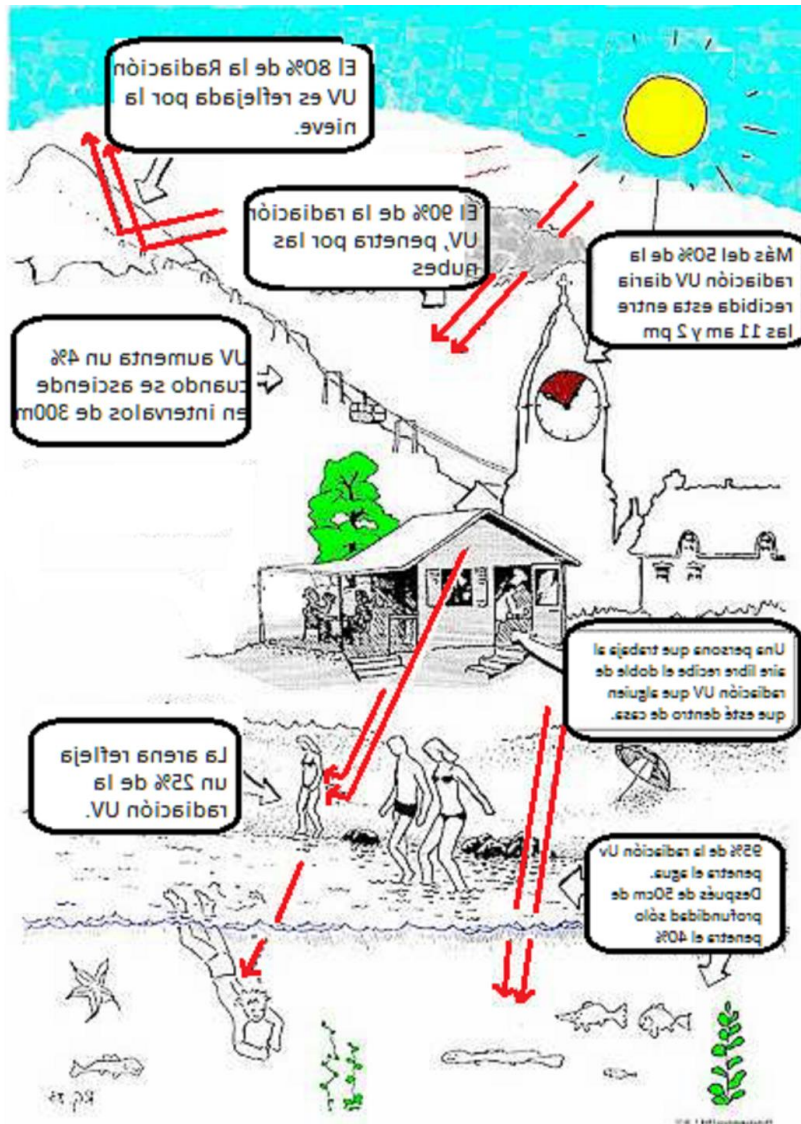 El 80% de la Radiación
UV es reflejada por la
nieve.
El 90% de la radiación
UV, penetra por las
nubes
Más del 50% de la
radiación UV diaria
recibida esta entre
las 11 am y 2 pm
UV aumenta un 4%
cuando se asciende
en intervalos de 300m
Una persona que trabaja al
aire libre recibe el doble de
radiación UV que alguien
que esté dentro de casa.
La arena refleja
un 25% de la
radiación UV.
95% de la radiación Uv
penetra el agua.
Después de 50cm de
profundidad sólo
penetra el 40%